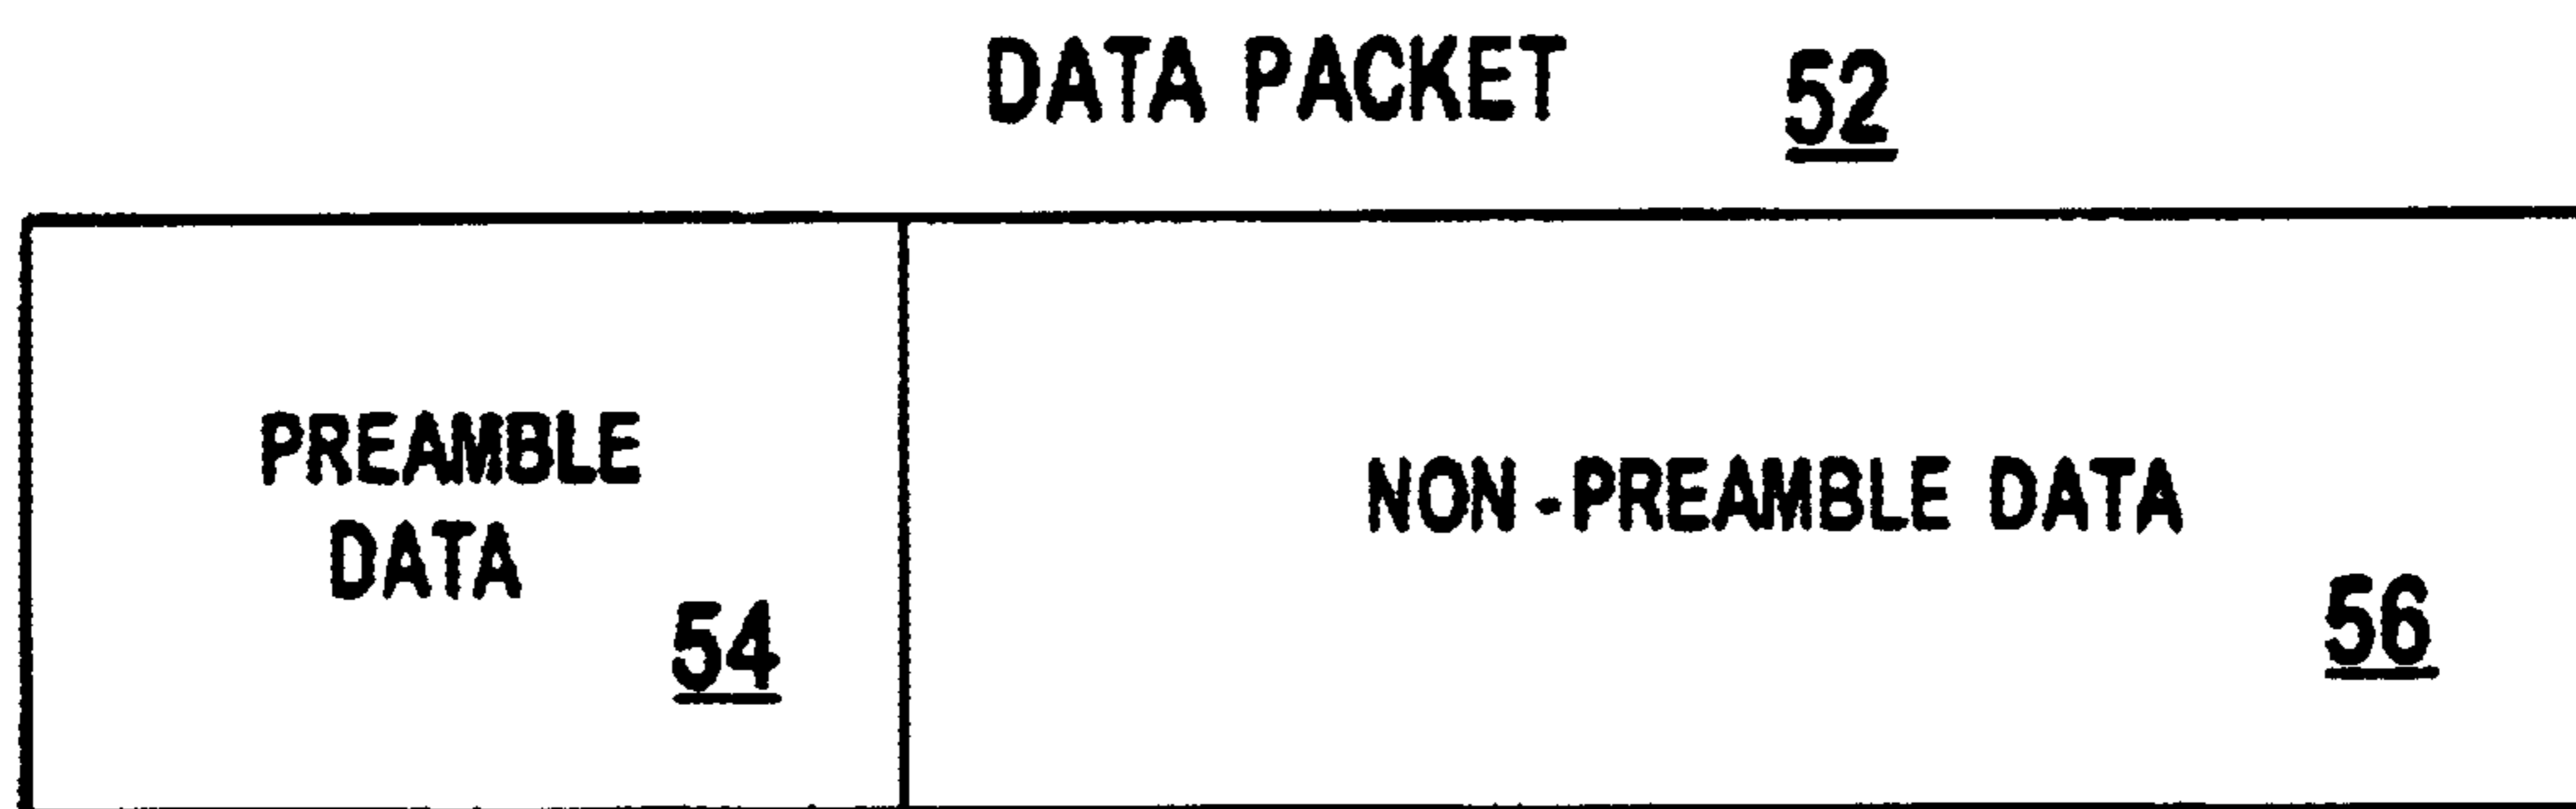 DATA PACKET 52
PREAMBLE
DATA
54
NON-PREAMBLE DATA
56